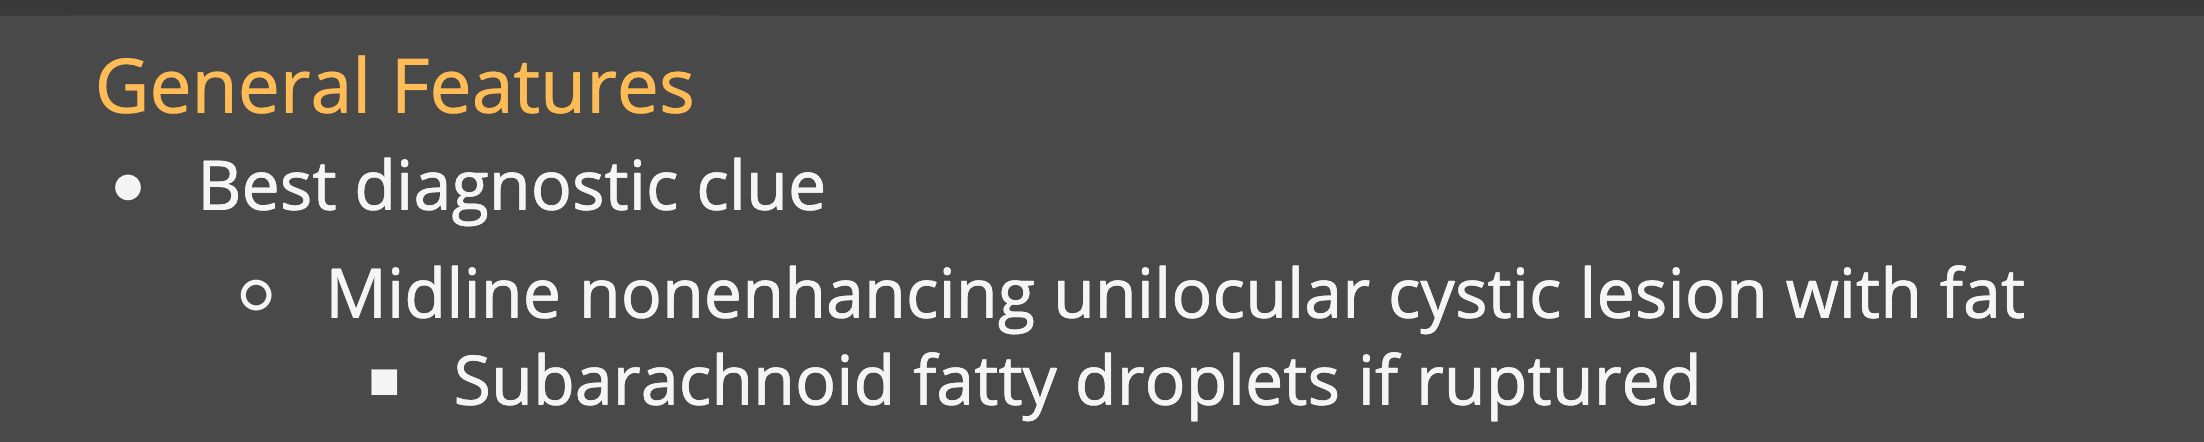 General Features
● Best diagnostic clue
○ Midline nonenhancing unilocular cystic lesion with fat
■ Subarachnoid fatty droplets if ruptured